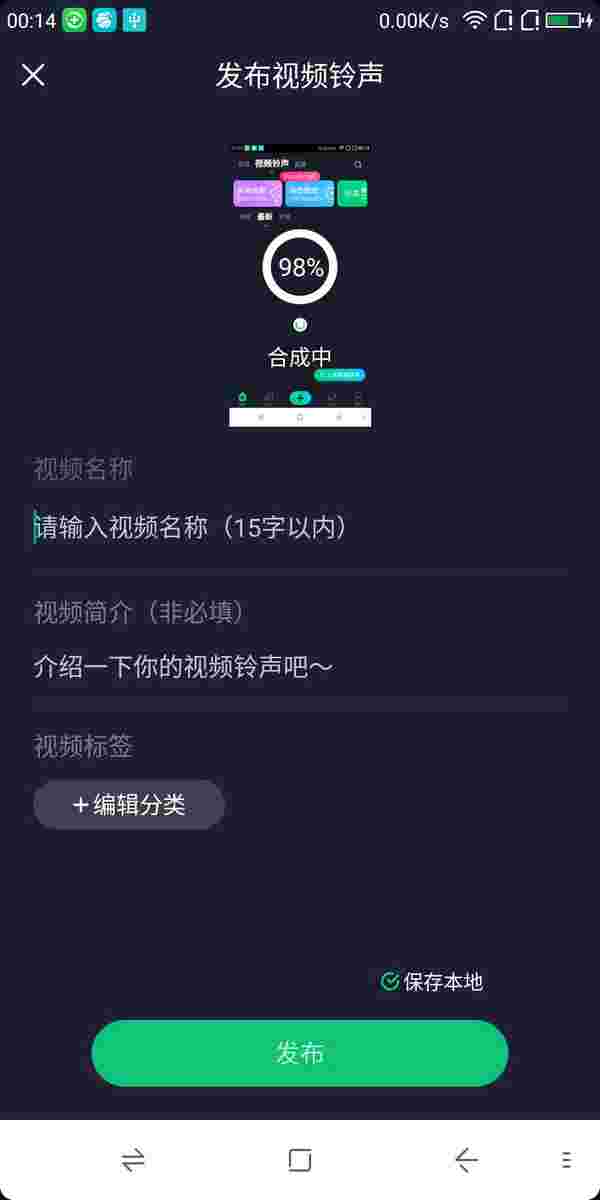 00:14
0.00K/s
发布视频铃声
视频铃声
最新
98%
合成中
视频名称
请输入视频名称（15字以内）
视频简介（非必填）
介绍一下你的视频铃声吧～
视频标签
+编辑分类
保存本地
发布